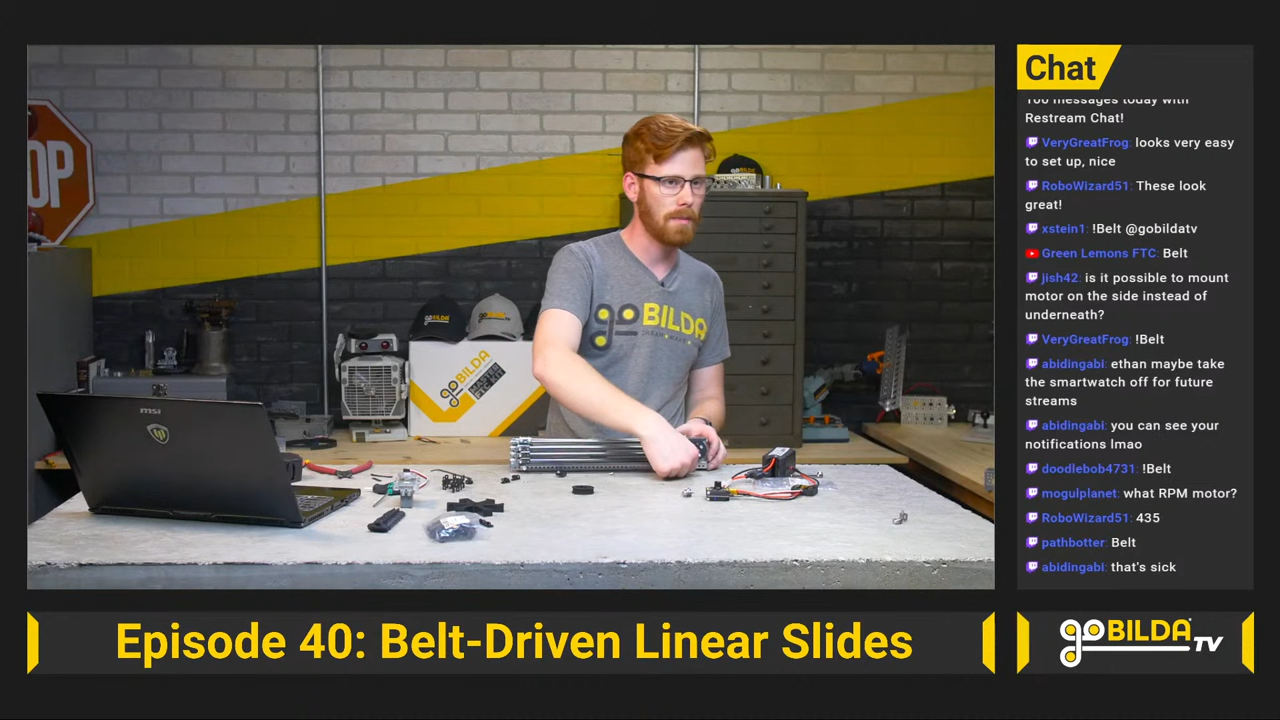 Chat
100 messages today with
Restream Chat!
VeryGreatFrog: looks very easy
to set up, nice
RoboWizard51: These look
great!
xstein1: !Belt @gobildatv
Green Lemons FTC: Belt
jish42: is it possible to mount
motor on the side instead of
underneath?
VeryGreatFrog: !Belt
abidingabi: ethan maybe take
the smartwatch off for future
streams
abidingabi: you can see your
notifications lmao
doodlebob4731: !Belt
mogulplanet: what RPM motor?
RoboWizard51: 435
pathbotter: Belt
abidingabi: that's sick
OP
goBILDA
goBILDA
MASTER
FTC KIT
msi
Episode 40: Belt-Driven Linear Slides
goBILDA TV